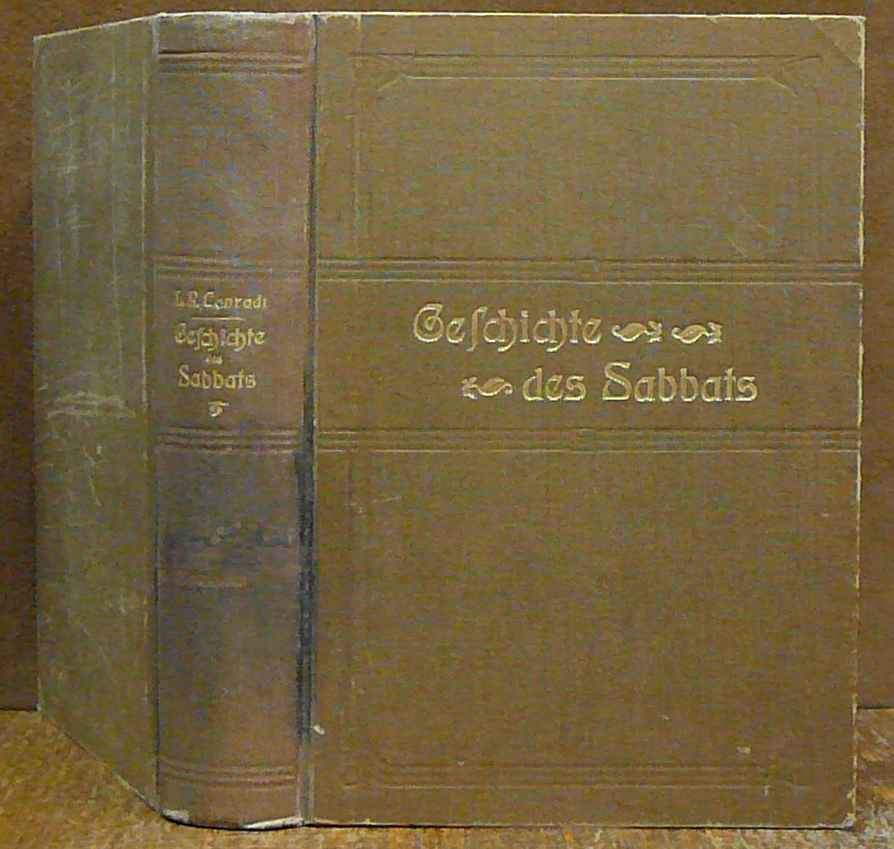 L. R. Conradi
Geschichte
des
Sabbats
Geſchichte
des Sabbats